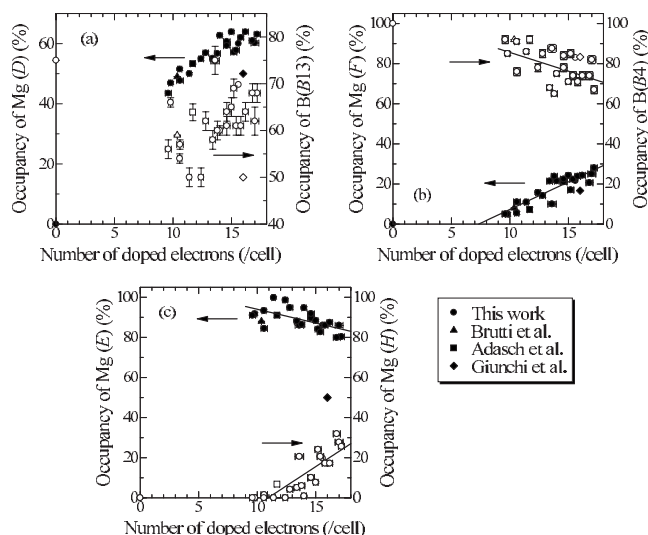 (a)
Occupancy of Mg (D) (%)
60
40
20
0
80
70
60
50
40
Occupancy of B(B13) (%)
0 10 15
Number of doped electrons (/cell)
(b)
Occupancy of Mg (F) (%)
100
80
60
40
20
0
100
80
60
40
20
0
Occupancy of B(B4) (%)
0 10 15
Number of doped electrons (/cell)
(c)
Occupancy of Mg (E) (%)
100
80
60
40
20
0
100
80
60
40
20
0
Occupancy of Mg (H) (%)
0 10 15
Number of doped electrons (/cell)
This work
Brutti et al.
Adasch et al.
Giunchi et al.